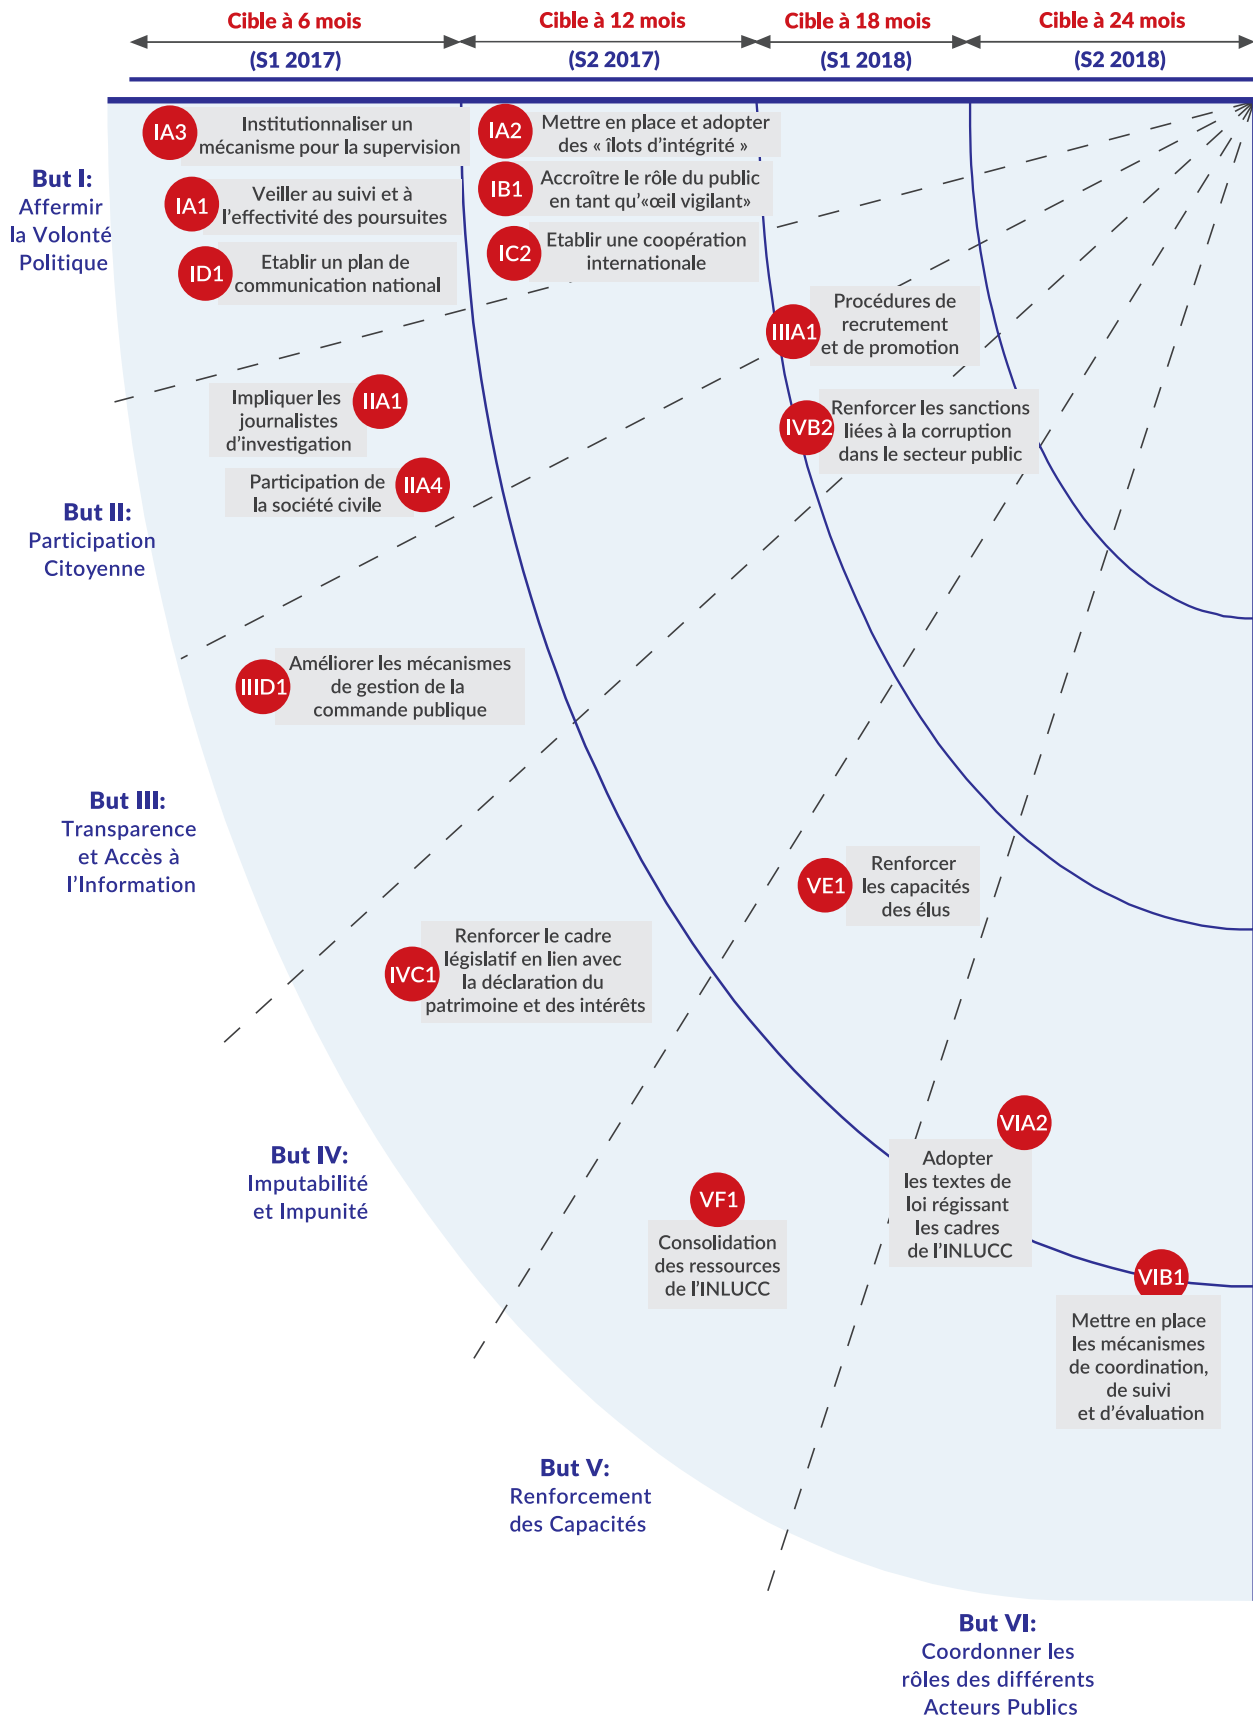 Cible à 6 mois
(S1 2017)
Cible à 12 mois
(S2 2017)
Cible à 18 mois
(S1 2018)
Cible à 24 mois
(S2 2018)
But I:
Affermir
la Volonté
Politique
IA3
Institutionnaliser un
mécanisme pour la supervision
IA1
Veiller au suivi et à
l'effectivité des poursuites
ID1
Etablir un plan de
communication national
IA2
Mettre en place et adopter
des « îlots d'intégrité »
IB1
Accroître le rôle du public
en tant qu'«œil vigilant»
IC2
Etablir une coopération
internationale
But II:
Participation
Citoyenne
Impliquer les
journalistes
d'investigation
IIA1
Participation de
la société civile
IIA4
IIIA1
Procédures de
recrutement
et de promotion
IVB2
Renforcer les sanctions
liées à la corruption
dans le secteur public
But III:
Transparence
et Accès à
l'Information
IIID1
Améliorer les mécanismes
de gestion de la
commande publique
VE1
Renforcer
les capacités
des élus
IVC1
Renforcer le cadre
législatif en lien avec
la déclaration du
patrimoine et des intérêts
But IV:
Imputabilité
et Impunité
VF1
Consolidation
des ressources
de l'INLUCC
VIA2
Adopter
les textes de
loi régissant
les cadres
de l'INLUCC
VIB1
Mettre en place
les mécanismes
de coordination,
de suivi
et d'évaluation
But V:
Renforcement
des Capacités
But VI:
Coordonner les
rôles des différents
Acteurs Publics